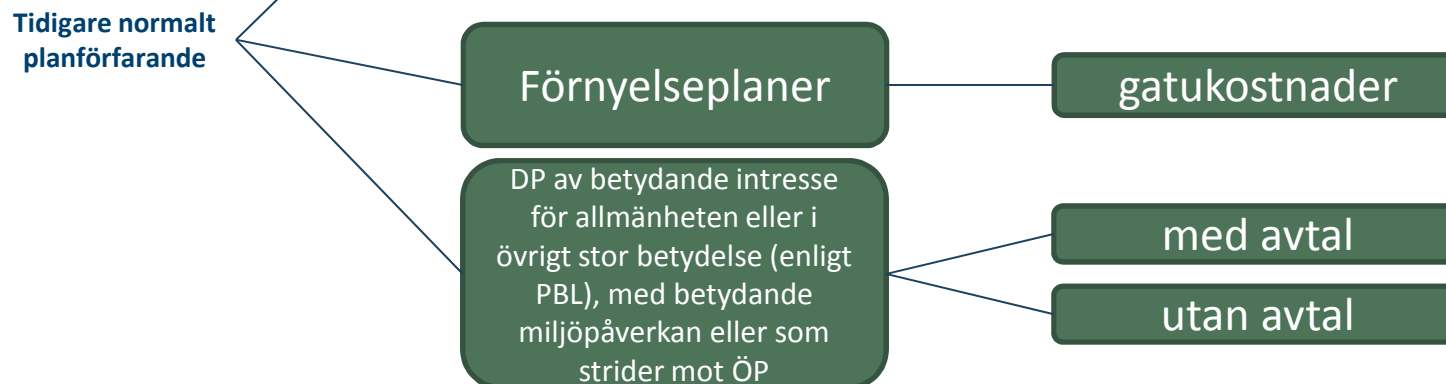 Tidigare normalt
planförfarande
Förnyelseplaner
gatukostnader
DP av betydande intresse
för allmänheten eller i
övrigt stor betydelse (enligt
PBL), med betydande
miljöpåverkan eller som
strider mot ÖP
med avtal
utan avtal